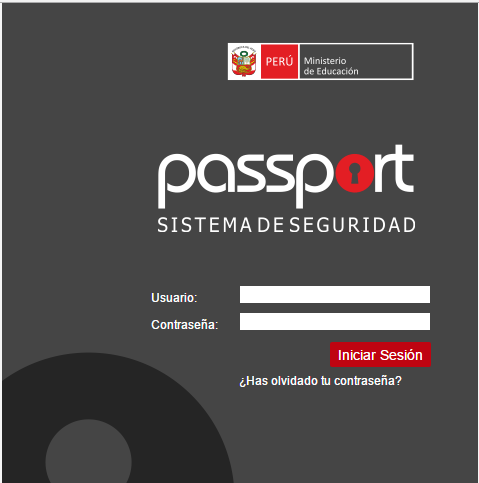 PERÚ
Ministerio
de Educación
passport
SISTEMA DE SEGURIDAD
Usuario:
Contraseña:
Iniciar Sesión
¿Has olvidado tu contraseña?